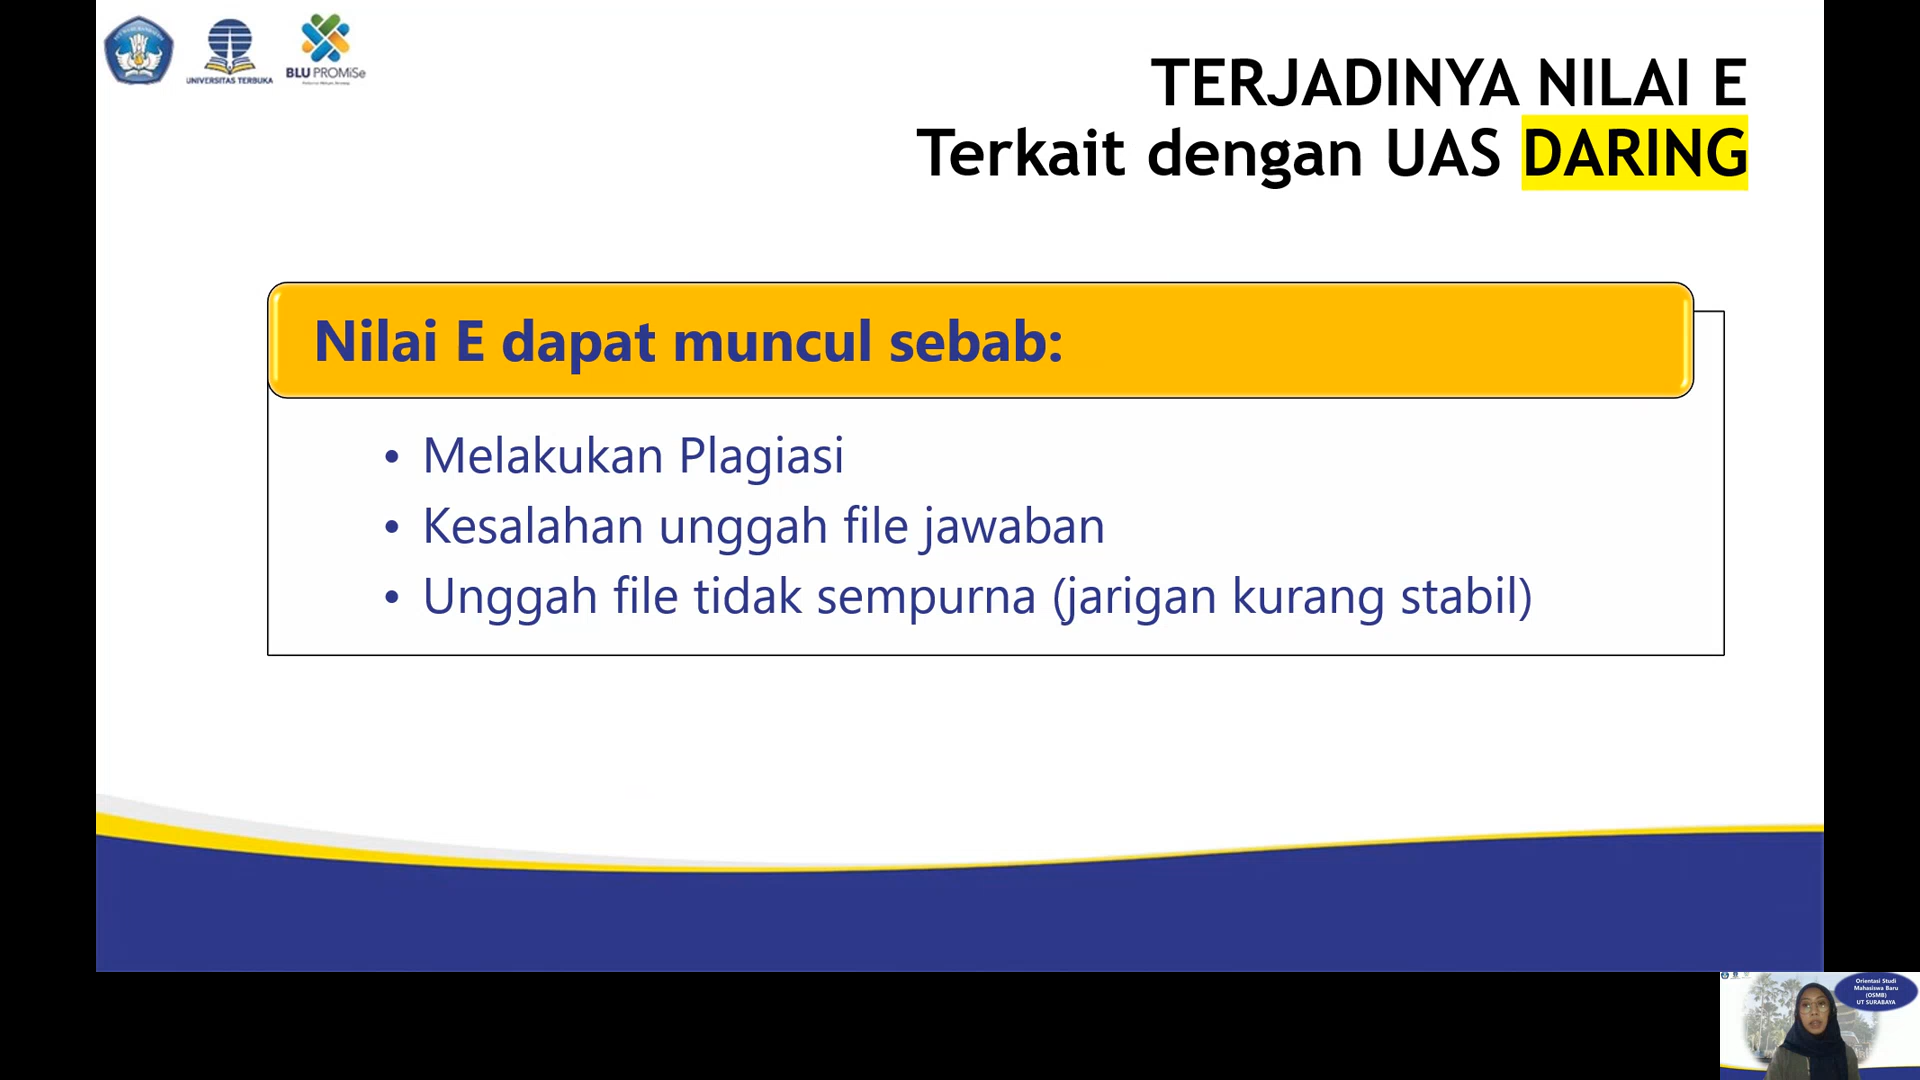 UNIVERSITAS TERBUKA
BLU PROMiSe
TERJADINYA NILAI E
Terkait dengan UAS DARING
Nilai E dapat muncul sebab:
• Melakukan Plagiasi
• Kesalahan unggah file jawaban
• Unggah file tidak sempurna (jarigan kurang stabil)
Orientasi Studi
Mahasiswa Baru
(OSMB)
UT SURABAYA